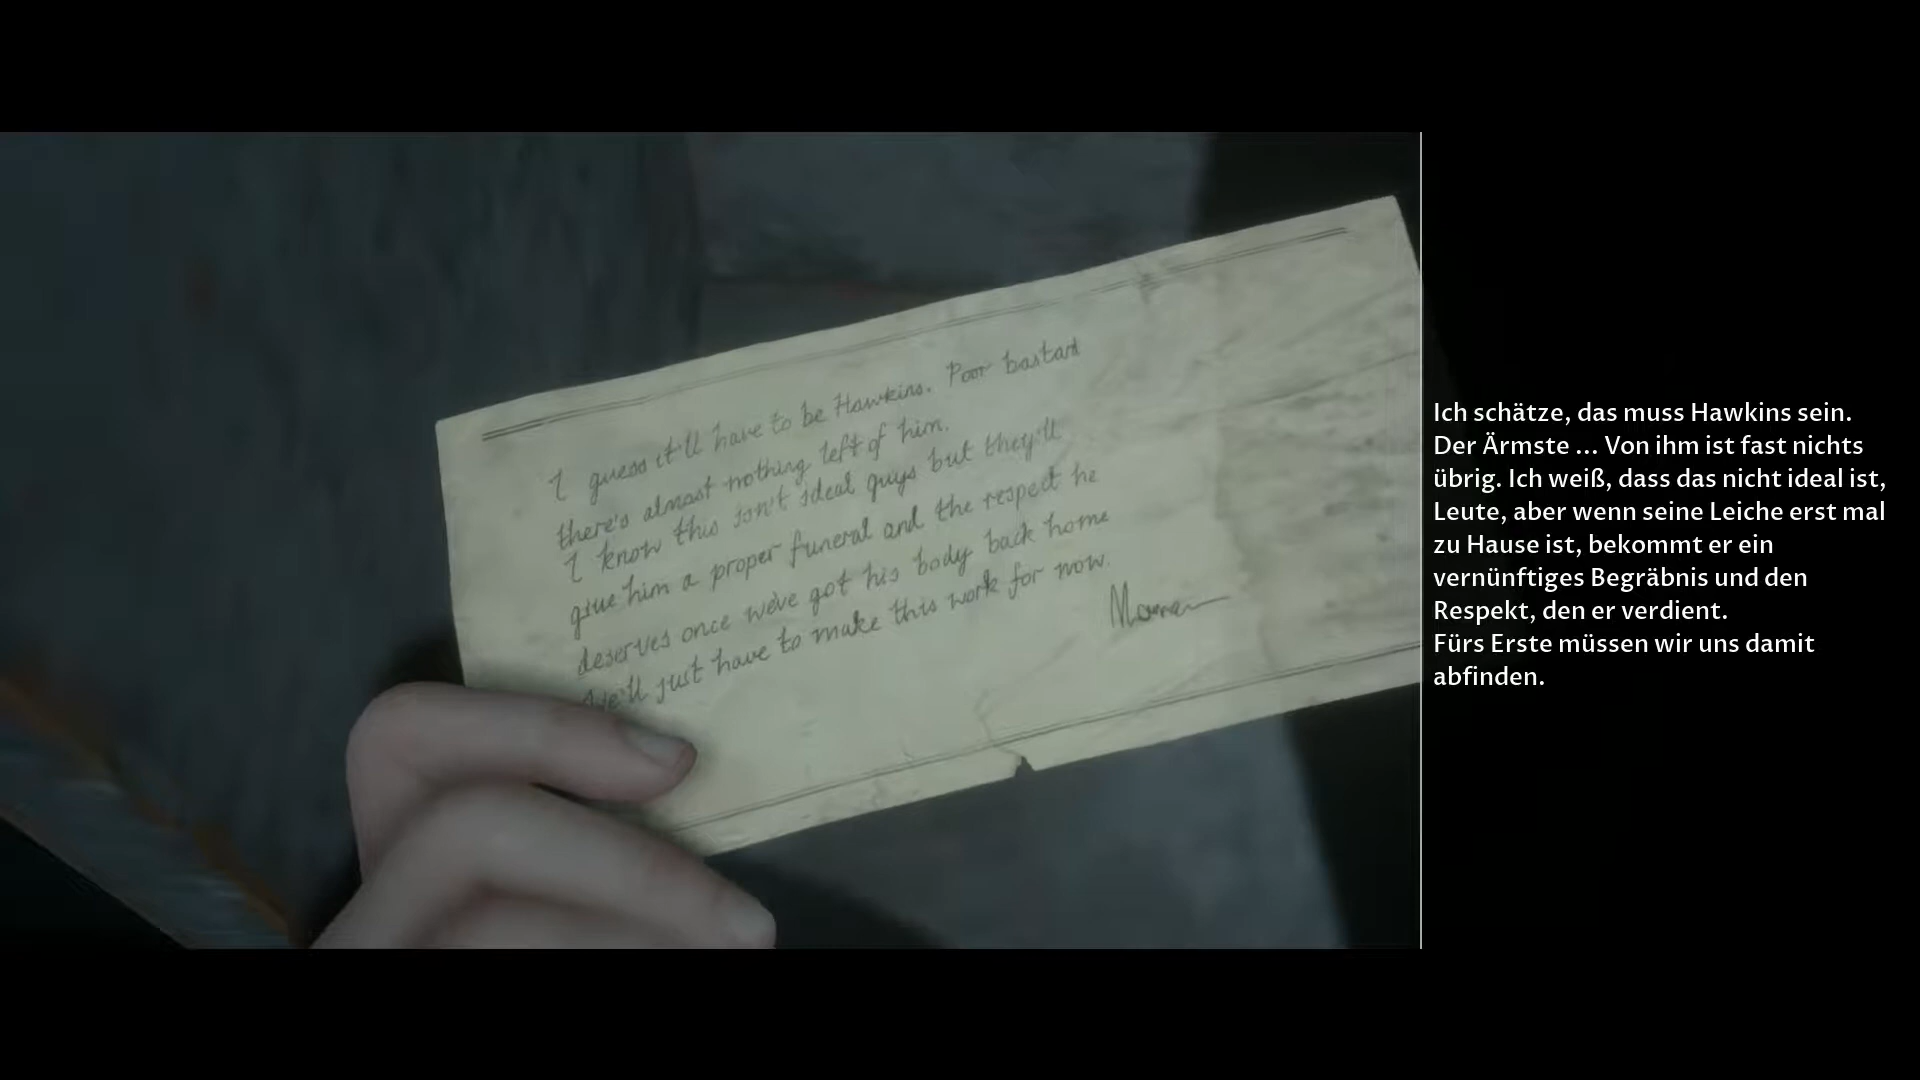 I guess it'll have to be Hawkins. Poor bastard
there's almost nothing left of him.
I know this isn't ideal guys but they'll
give him a proper funeral and the respect he
deserves once we've got his body back home
We'll just have to make this work for now.
Ich schätze, das muss Hawkins sein.
Der Ärmste ... Von ihm ist fast nichts
übrig. Ich weiß, dass das nicht ideal ist,
Leute, aber wenn seine Leiche erst mal
zu Hause ist, bekommt er ein
vernünftiges Begräbnis und den
Respekt, den er verdient.
Fürs Erste müssen wir uns damit
abfinden.